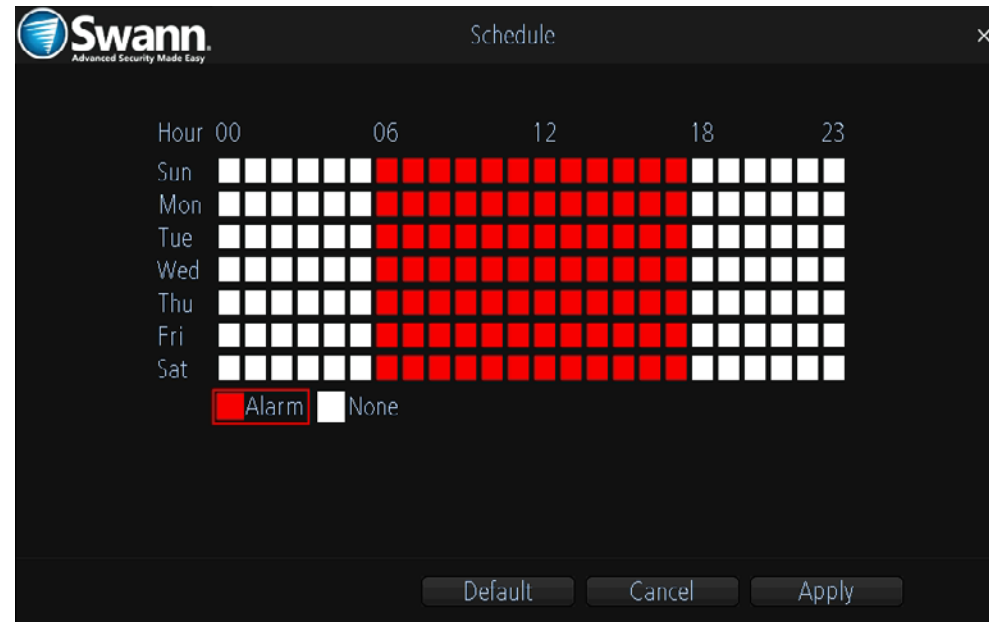 Swann.
Advanced Security Made Easy
Schedule
×
Hour 00 06 12 18 23
Sun
Mon
Tue
Wed
Thu
Fri
Sat
Alarm None
Default Cancel Apply